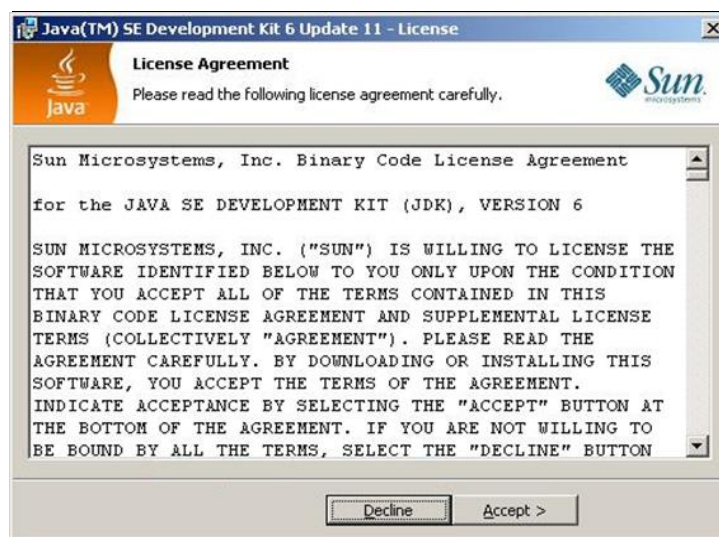 Java(TM) SE Development Kit 6 Update 11 - License
License Agreement
Please read the following license agreement carefully.
Java
Sun
microsystems
Sun Microsystems, Inc. Binary Code License Agreement
for the JAVA SE DEVELOPMENT KIT (JDK), VERSION 6
SUN MICROSYSTEMS, INC. ("SUN") IS WILLING TO LICENSE THE
SOFTWARE IDENTIFIED BELOW TO YOU ONLY UPON THE CONDITION
THAT YOU ACCEPT ALL OF THE TERMS CONTAINED IN THIS
BINARY CODE LICENSE AGREEMENT AND SUPPLEMENTAL LICENSE
TERMS (COLLECTIVELY "AGREEMENT"). PLEASE READ THE
AGREEMENT CAREFULLY. BY DOWNLOADING OR INSTALLING THIS
SOFTWARE, YOU ACCEPT THE TERMS OF THE AGREEMENT.
INDICATE ACCEPTANCE BY SELECTING THE "ACCEPT" BUTTON AT
THE BOTTOM OF THE AGREEMENT. IF YOU ARE NOT WILLING TO
BE BOUND BY ALL THE TERMS, SELECT THE "DECLINE" BUTTON
Decline
Accept >